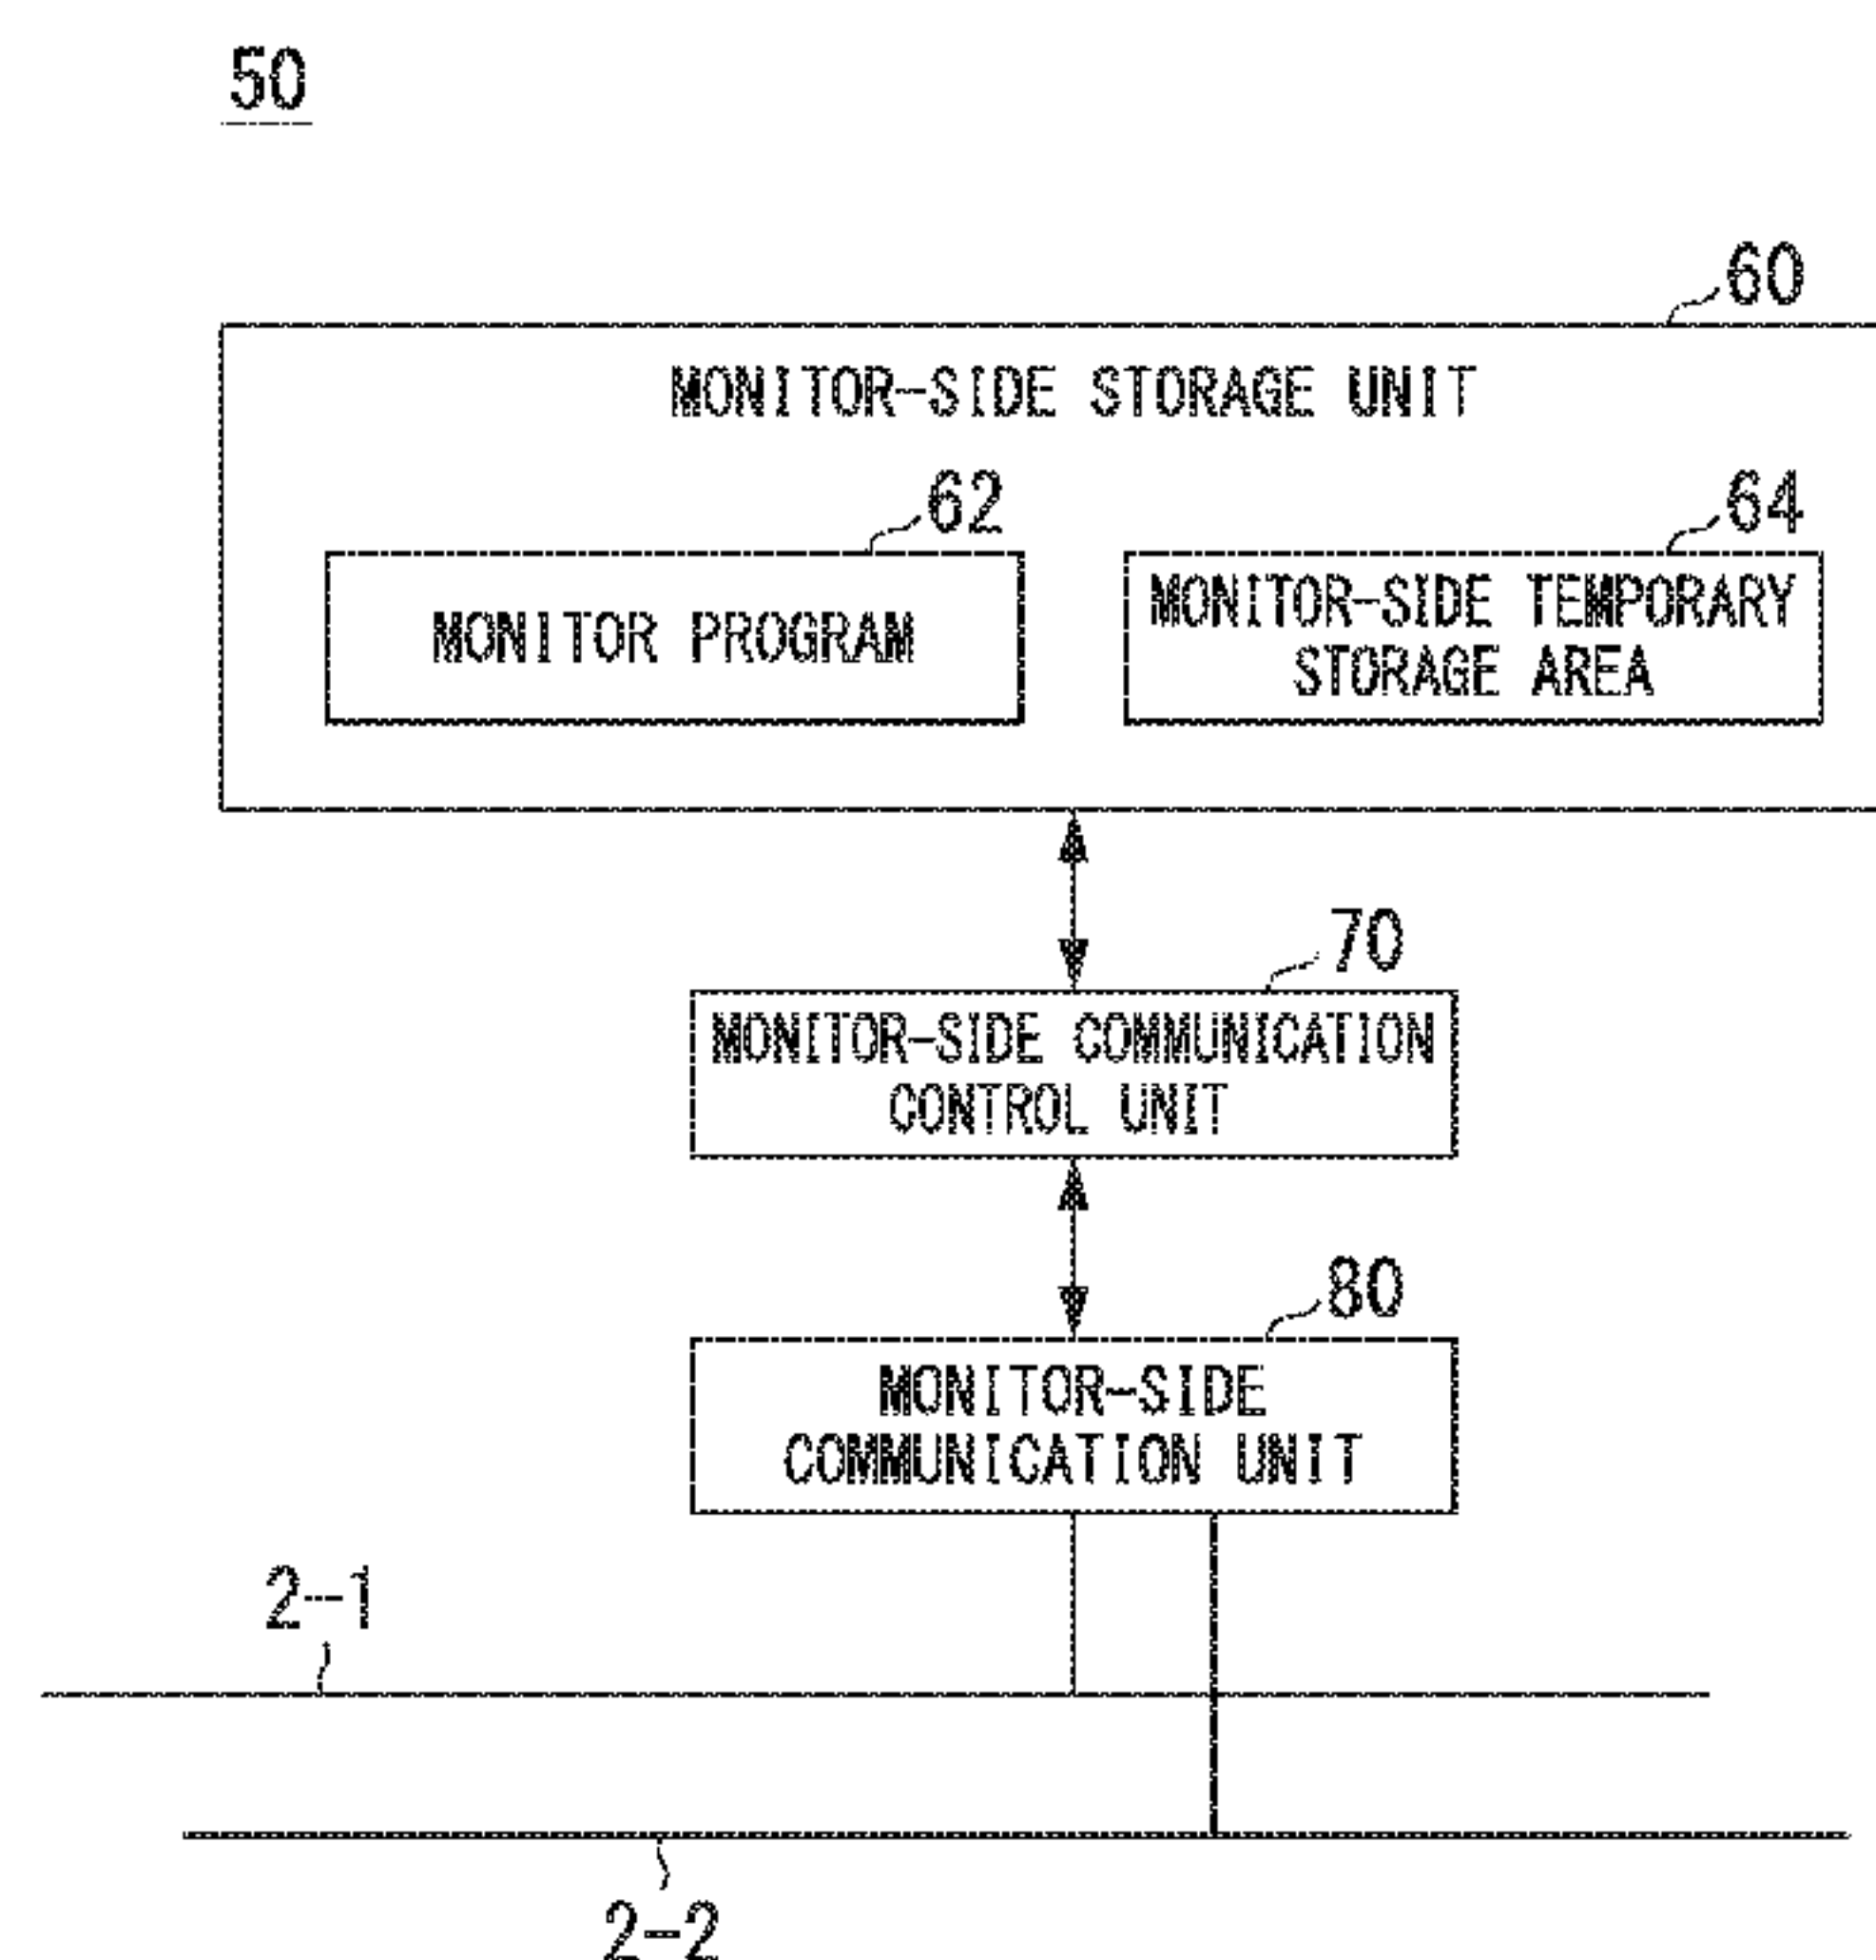 50
60
MONITOR-SIDE STORAGE UNIT
62
64
MONITOR PROGRAM
MONITOR-SIDE TEMPORARY
STORAGE AREA
70
MONITOR-SIDE COMMUNICATION
CONTROL UNIT
80
MONITOR-SIDE
COMMUNICATION UNIT
2-1
2-2